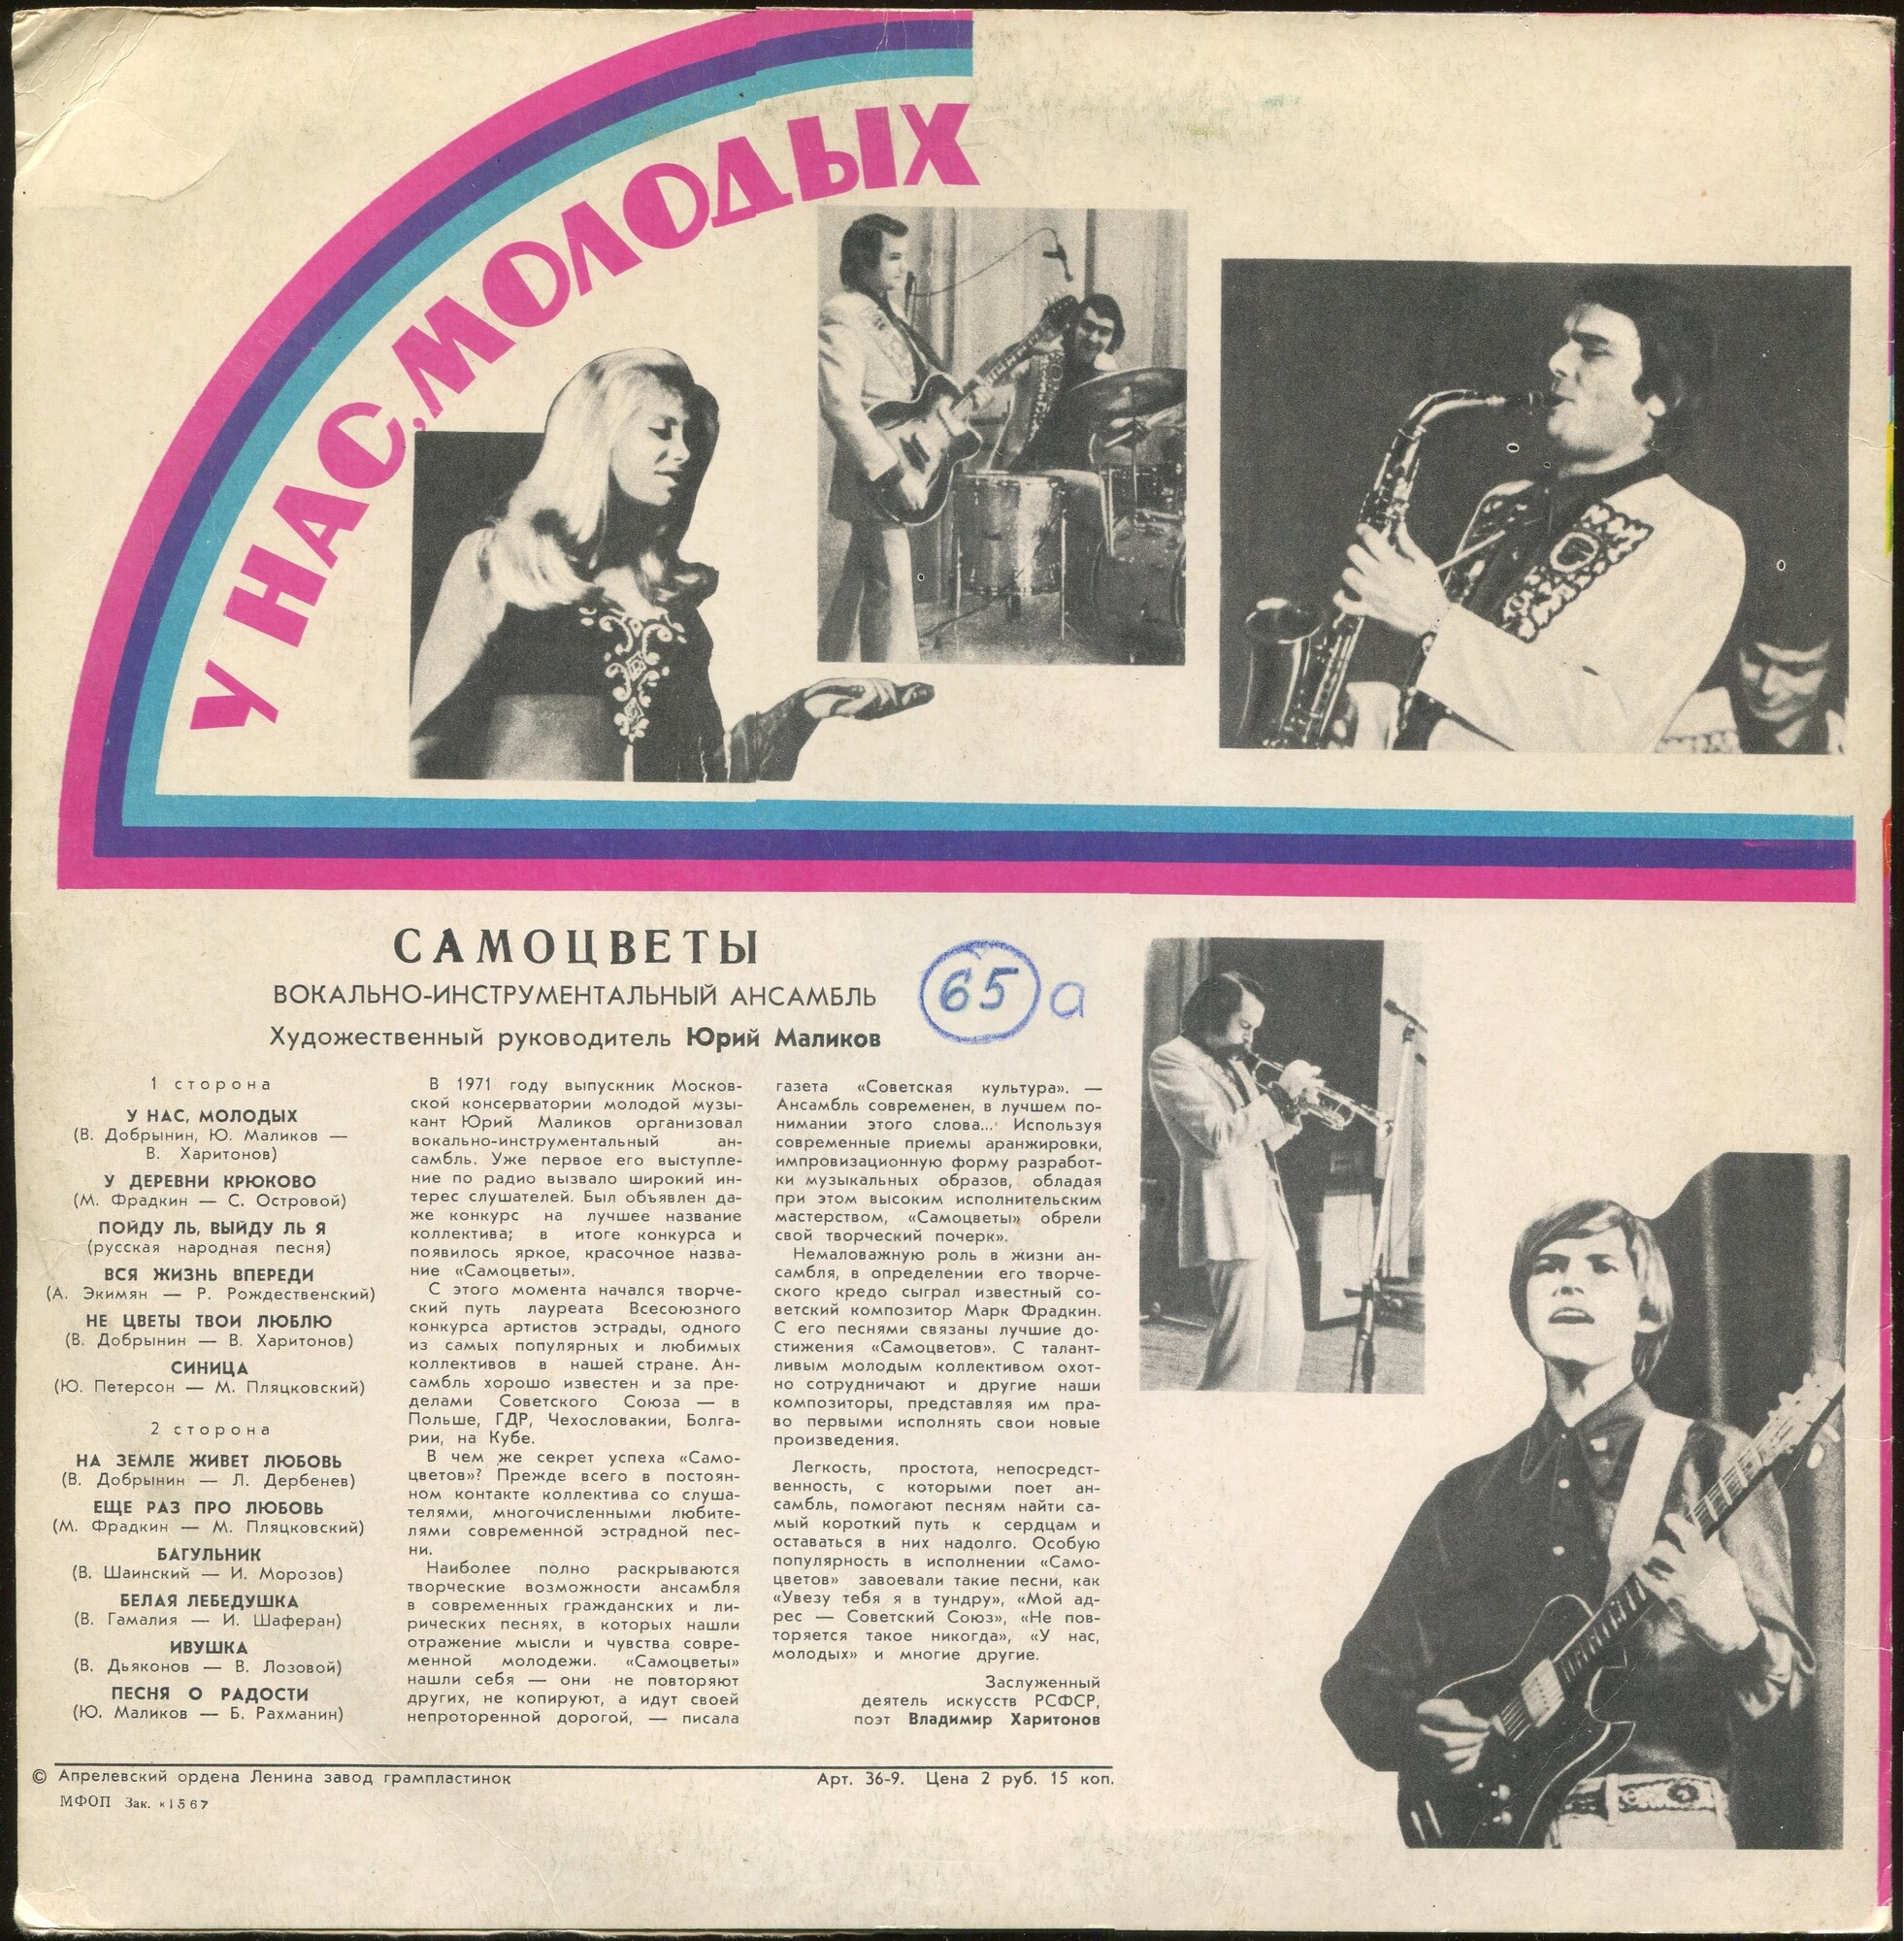 У НАС, МОЛОДЫХ
САМОЦВЕТЫ
ВОКАЛЬНО-ИНСТРУМЕНТАЛЬНЫЙ АНСАМБЛЬ
Художественный руководитель Юрий Маликов
65 а
1 сторона
У НАС, МОЛОДЫХ
(В. Добрынин, Ю. Маликов —
В. Харитонов)
У ДЕРЕВНИ КРЮКОВО
(М. Фрадкин — С. Островой)
ПОЙДУ ЛЬ, ВЫЙДУ ЛЬ Я
(русская народная песня)
ВСЯ ЖИЗНЬ ВПЕРЕДИ
(А. Экимян — Р. Рождественский)
НЕ ЦВЕТЫ ТВОИ ЛЮБЛЮ
(В. Добрынин — В. Харитонов)
СИНИЦА
(Ю. Петерсон — М. Пляцковский)
2 сторона
НА ЗЕМЛЕ ЖИВЕТ ЛЮБОВЬ
(В. Добрынин — Л. Дербенев)
ЕЩЕ РАЗ ПРО ЛЮБОВЬ
(М. Фрадкин — М. Пляцковский)
БАГУЛЬНИК
(В. Шаинский — И. Морозов)
БЕЛАЯ ЛЕБЕДУШКА
(В. Гамалия — И. Шаферан)
ИВУШКА
(В. Дьяконов — В. Лозовой)
ПЕСНЯ О РАДОСТИ
(Ю. Маликов — Б. Рахманин)
В 1971 году выпускник Москов-
ской консерватории молодой музы-
кант Юрий Маликов организовал
вокально-инструментальный ан-
самбль. Уже первое его выступле-
ние по радио вызвало широкий ин-
терес слушателей. Был объявлен да-
же конкурс на лучшее название
коллектива; в итоге конкурса и
появилось яркое, красочное назва-
ние «Самоцветы».
С этого момента начался творче-
ский путь лауреата Всесоюзного
конкурса артистов эстрады, одного
из самых популярных и любимых
коллективов в нашей стране. Ан-
самбль хорошо известен и за пре-
делами Советского Союза — в
Польше, ГДР, Чехословакии, Болга-
рии, на Кубе.
В чем же секрет успеха «Само-
цветов»? Прежде всего в постоян-
ном контакте коллектива со слуша-
телями, многочисленными любите-
лями современной эстрадной пес-
ни.
Наиболее полно раскрываются
творческие возможности ансамбля
в современных гражданских и ли-
рических песнях, в которых нашли
отражение мысли и чувства совре-
менной молодежи. «Самоцветы»
нашли себя — они не повторяют
других, не копируют, а идут своей
непроторенной дорогой, — писала
газета «Советская культура». —
Ансамбль современен, в лучшем по-
нимании этого слова... Используя
современные приемы аранжировки,
импровизационную форму разработ-
ки музыкальных образов, обладая
при этом высоким исполнительским
мастерством, «Самоцветы» обрели
свой творческий почерк».
Немаловажную роль в жизни ан-
самбля, в определении его творче-
ского кредо сыграл известный со-
ветский композитор Марк Фрадкин.
С его песнями связаны лучшие до-
стижения «Самоцветов». С талант-
ливым молодым коллективом охот-
но сотрудничают и другие наши
композиторы, представляя им пра-
во первыми исполнять свои новые
произведения.
Легкость, простота, непосредст-
венность, с которыми поет ан-
самбль, помогают песням найти са-
мый короткий путь к сердцам и
оставаться в них надолго. Особую
популярность в исполнении «Само-
цветов» завоевали такие песни, как
«Увезу тебя я в тундру», «Мой ад-
рес — Советский Союз», «Не пов-
торяется такое никогда», «У нас,
молодых» и многие другие.
Заслуженный
деятель искусств РСФСР,
поэт Владимир Харитонов
© Апрелевский ордена Ленина завод грампластинок
Арт. 36-9. Цена 2 руб. 15 коп.
МФОП Зак. «1567